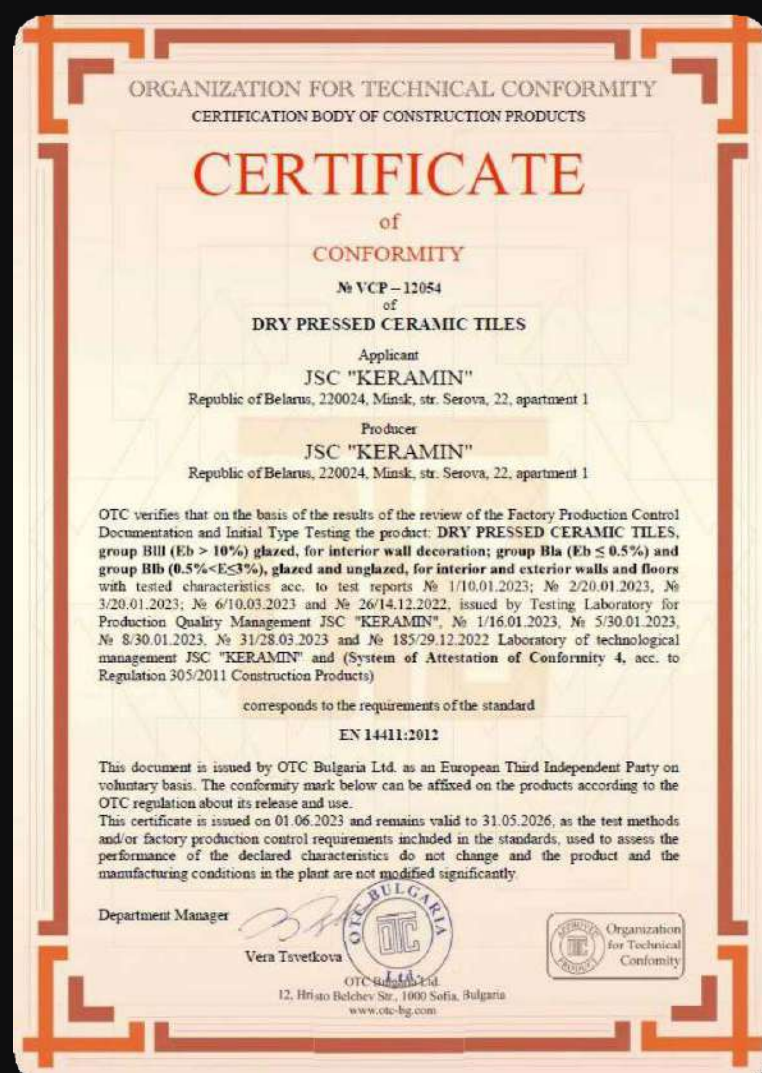 ORGANIZATION FOR TECHNICAL CONFORMITY
CERTIFICATION BODY OF CONSTRUCTION PRODUCTS
CERTIFICATE
of
CONFORMITY
№ VCP – 12054
of
DRY PRESSED CERAMIC TILES
Applicant
JSC "KERAMIN"
Republic of Belarus, 220024, Minsk, str. Serova, 22, apartment 1
Producer
JSC "KERAMIN"
Republic of Belarus, 220024, Minsk, str. Serova, 22, apartment 1
OTC verifies that on the basis of the results of the review of the Factory Production Control
Documentation and Initial Type Testing the product: DRY PRESSED CERAMIC TILES,
group BIII (Eb > 10%) glazed, for interior wall decoration; group BIa (Eb ≤ 0.5%) and
group BIb (0.5%<E≤3%), glazed and unglazed, for interior and exterior walls and floors
with tested characteristics acc. to test reports № 1/10.01.2023; № 2/20.01.2023, №
3/20.01.2023; № 6/10.03.2023 and № 26/14.12.2022, issued by Testing Laboratory for
Production Quality Management JSC "KERAMIN", № 1/16.01.2023, № 5/30.01.2023,
№ 8/30.01.2023, № 31/28.03.2023 and № 185/29.12.2022 Laboratory of technological
management JSC "KERAMIN" and (System of Attestation of Conformity 4, acc. to
Regulation 305/2011 Construction Products)
corresponds to the requirements of the standard
EN 14411:2012
This document is issued by OTC Bulgaria Ltd. as an European Third Independent Party on
voluntary basis. The conformity mark below can be affixed on the products according to the
OTC regulation about its release and use.
This certificate is issued on 01.06.2023 and remains valid to 31.05.2026, as the test methods
and/or factory production control requirements included in the standards, used to assess the
performance of the declared characteristics do not change and the product and the
manufacturing conditions in the plant are not modified significantly.
Department Manager
Vera Tsvetkova
OTC BULGARIA
OTC
Ltd.
APPROVED
PRODUCT
Organization
for Technical
Conformity
OTC Bulgaria Ltd.
12, Hristo Belchev Str., 1000 Sofia, Bulgaria
www.otc-bg.com